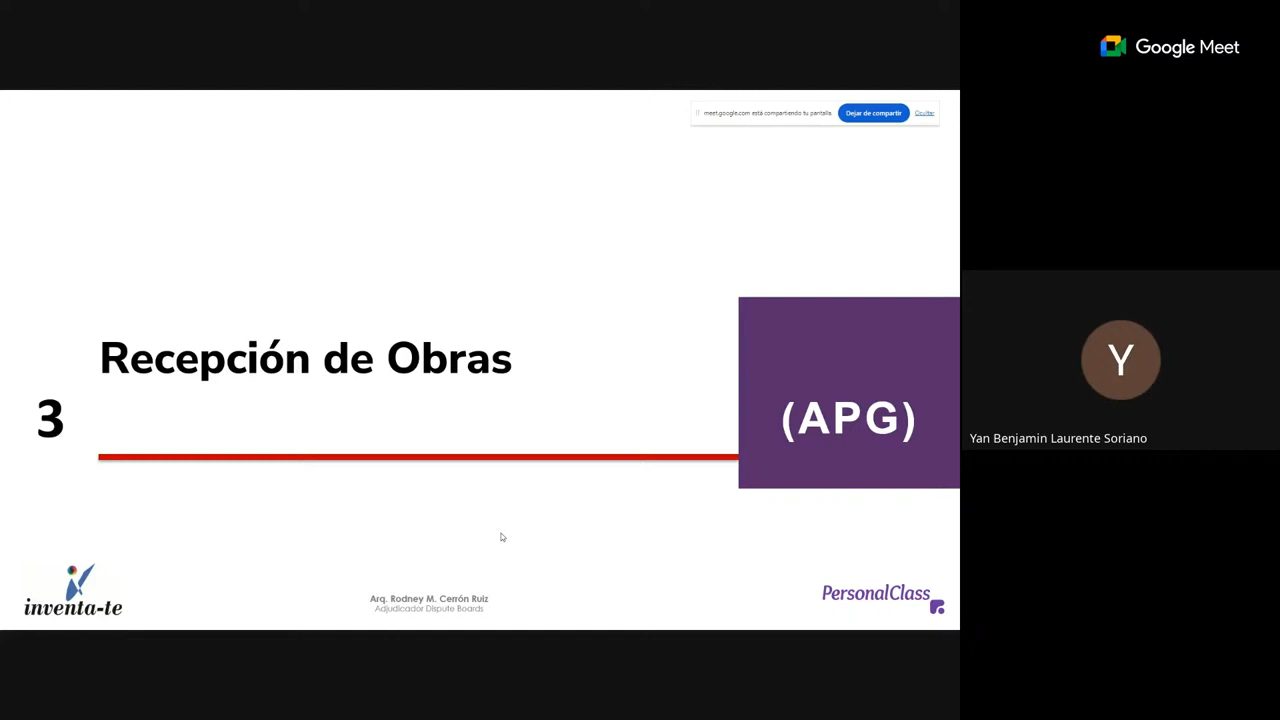 Google Meet
meet.google.com está compartiendo tu pantalla.
Dejar de compartir
Ocultar
Recepción de Obras
3
(APG)
Y
Yan Benjamin Laurente Soriano
inventa-te
Arq. Rodney M. Cerrón Ruiz
Adjudicador Dispute Boards
PersonalClass